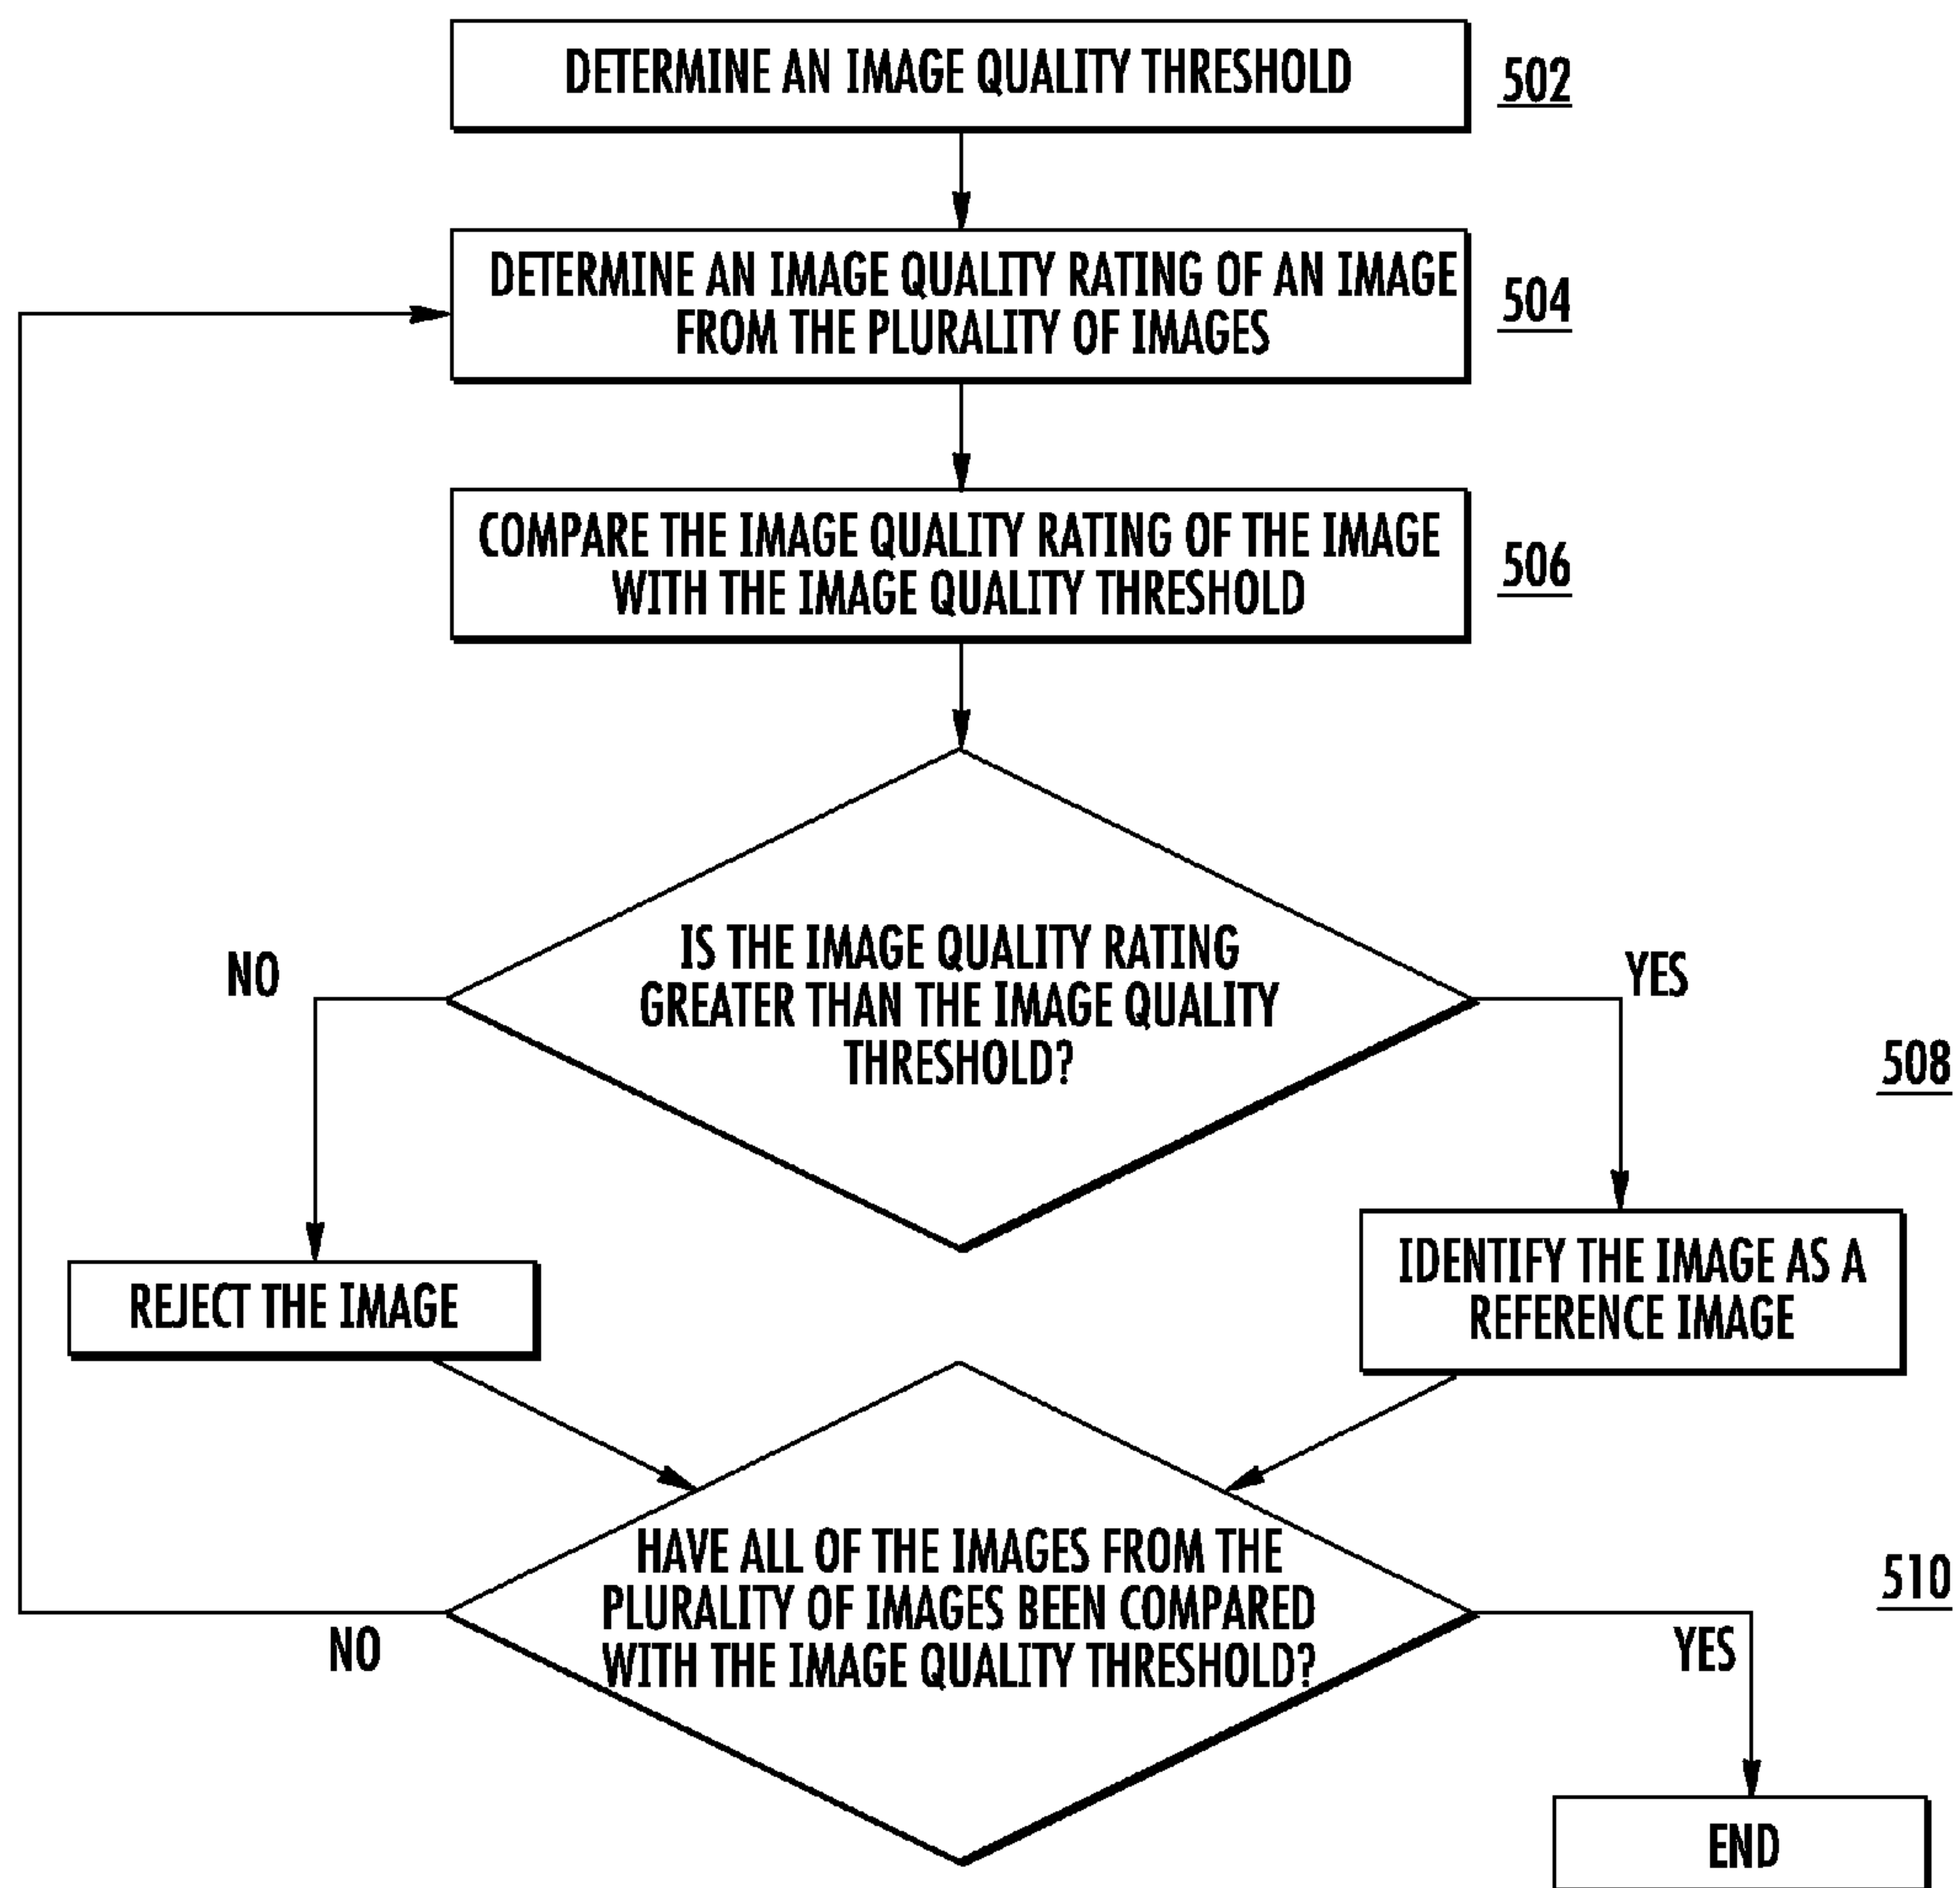 DETERMINE AN IMAGE QUALITY THRESHOLD
502
DETERMINE AN IMAGE QUALITY RATING OF AN IMAGE
FROM THE PLURALITY OF IMAGES
504
COMPARE THE IMAGE QUALITY RATING OF THE IMAGE
WITH THE IMAGE QUALITY THRESHOLD
506
IS THE IMAGE QUALITY RATING
GREATER THAN THE IMAGE QUALITY
THRESHOLD?
NO
YES
508
REJECT THE IMAGE
IDENTIFY THE IMAGE AS A
REFERENCE IMAGE
HAVE ALL OF THE IMAGES FROM THE
PLURALITY OF IMAGES BEEN COMPARED
WITH THE IMAGE QUALITY THRESHOLD?
510
NO
YES
END